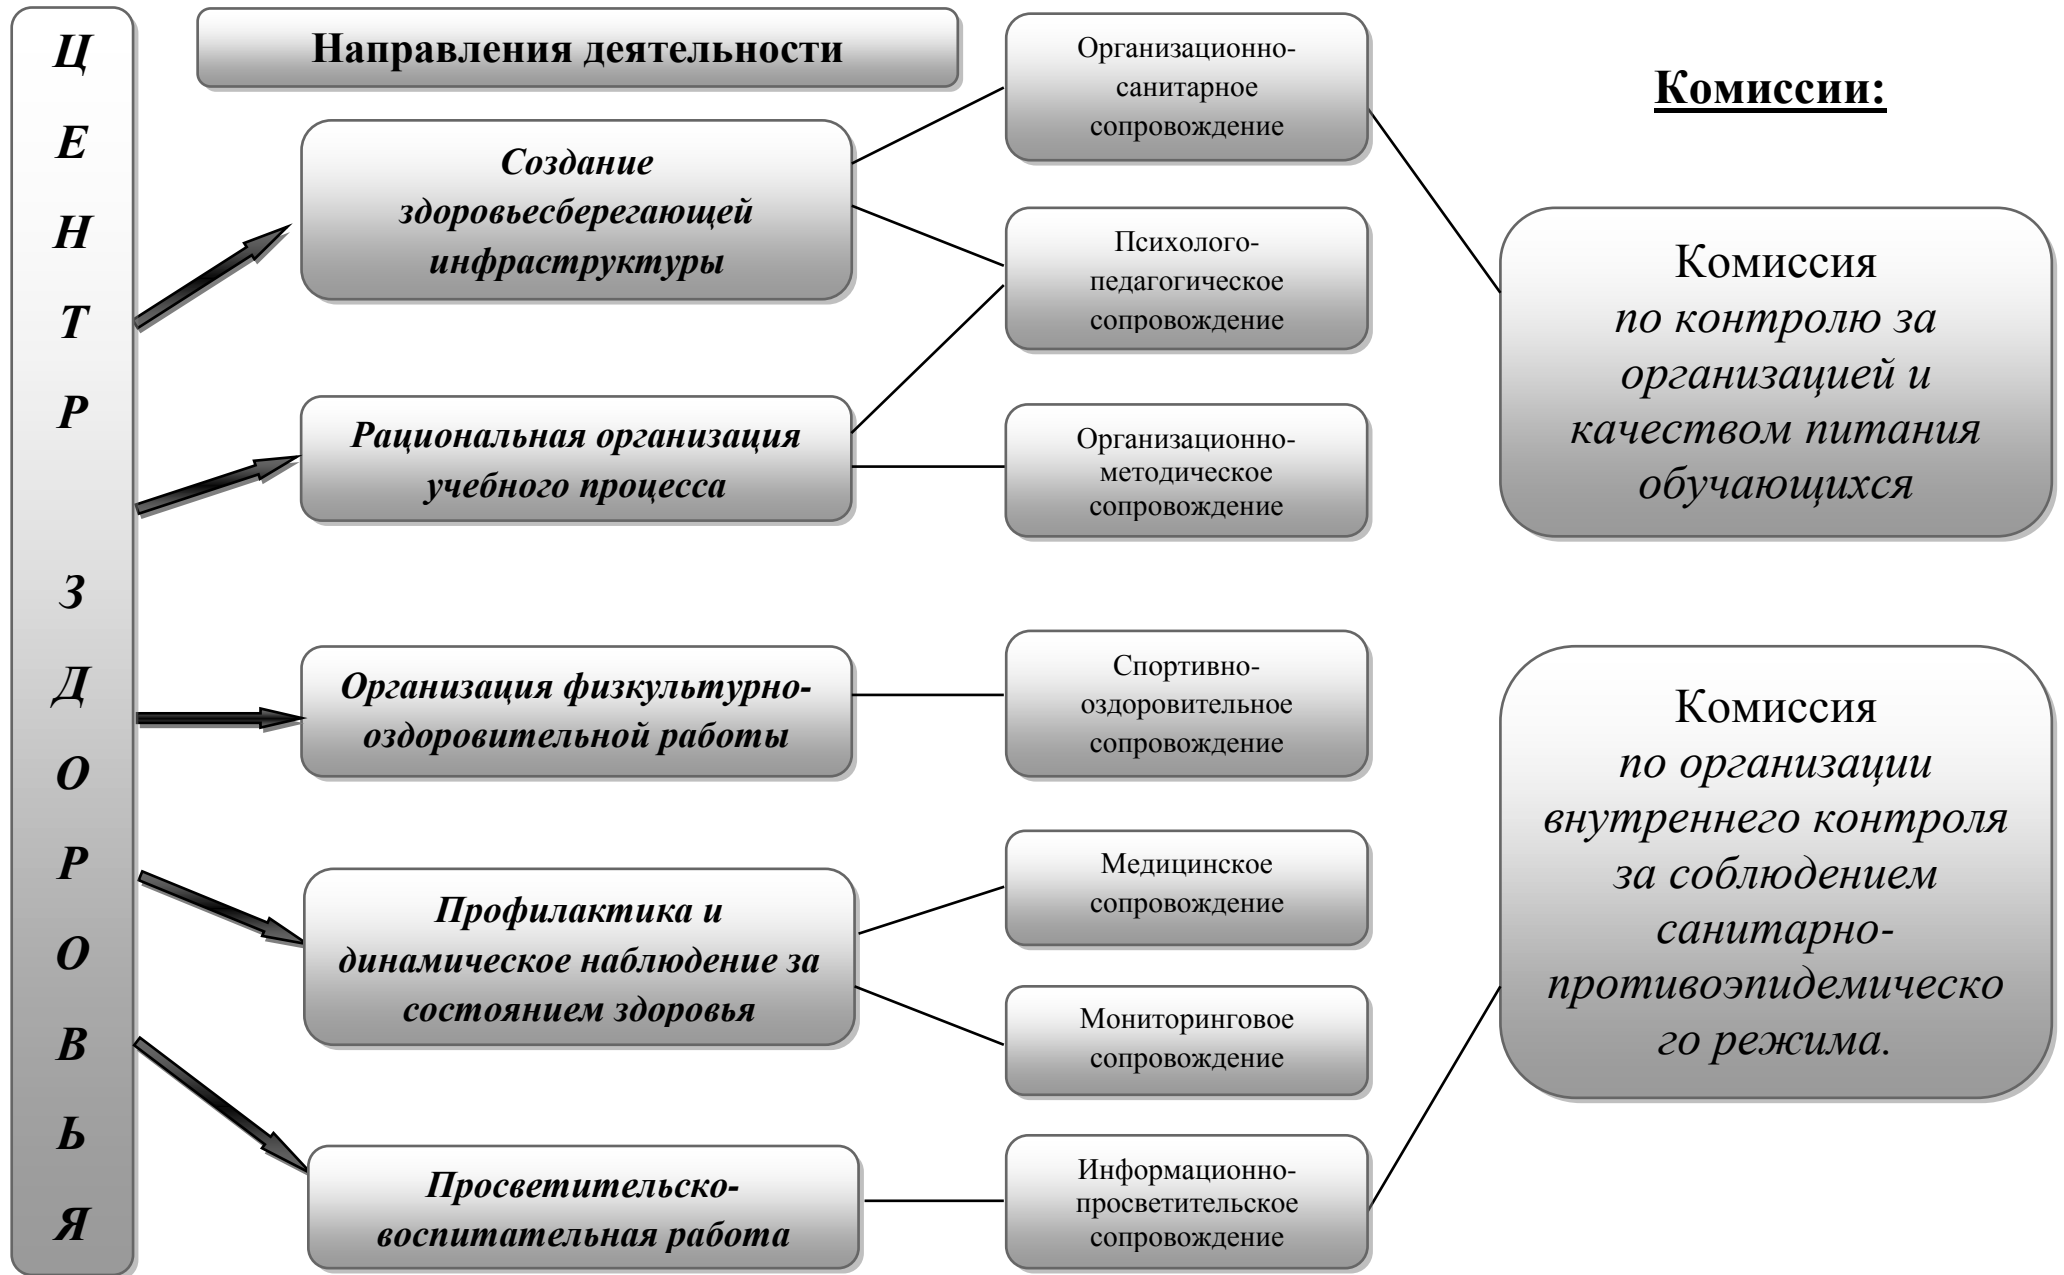 ЦЕНТР ЗДОРОВЬЯ
Направления деятельности
Создание
здоровьесберегающей
инфраструктуры
Рациональная организация
учебного процесса
Организация физкультурно-
оздоровительной работы
Профилактика и
динамическое наблюдение за
состоянием здоровья
Просветительско-
воспитательная работа
Организационно-
санитарное
сопровождение
Психолого-
педагогическое
сопровождение
Организационно-
методическое
сопровождение
Спортивно-
оздоровительное
сопровождение
Медицинское
сопровождение
Мониторинговое
сопровождение
Информационно-
просветительское
сопровождение
Комиссии:
Комиссия
по контролю за
организацией и
качеством питания
обучающихся
Комиссия
по организации
внутреннего контроля
за соблюдением
санитарно-
противоэпидемическо
го режима.